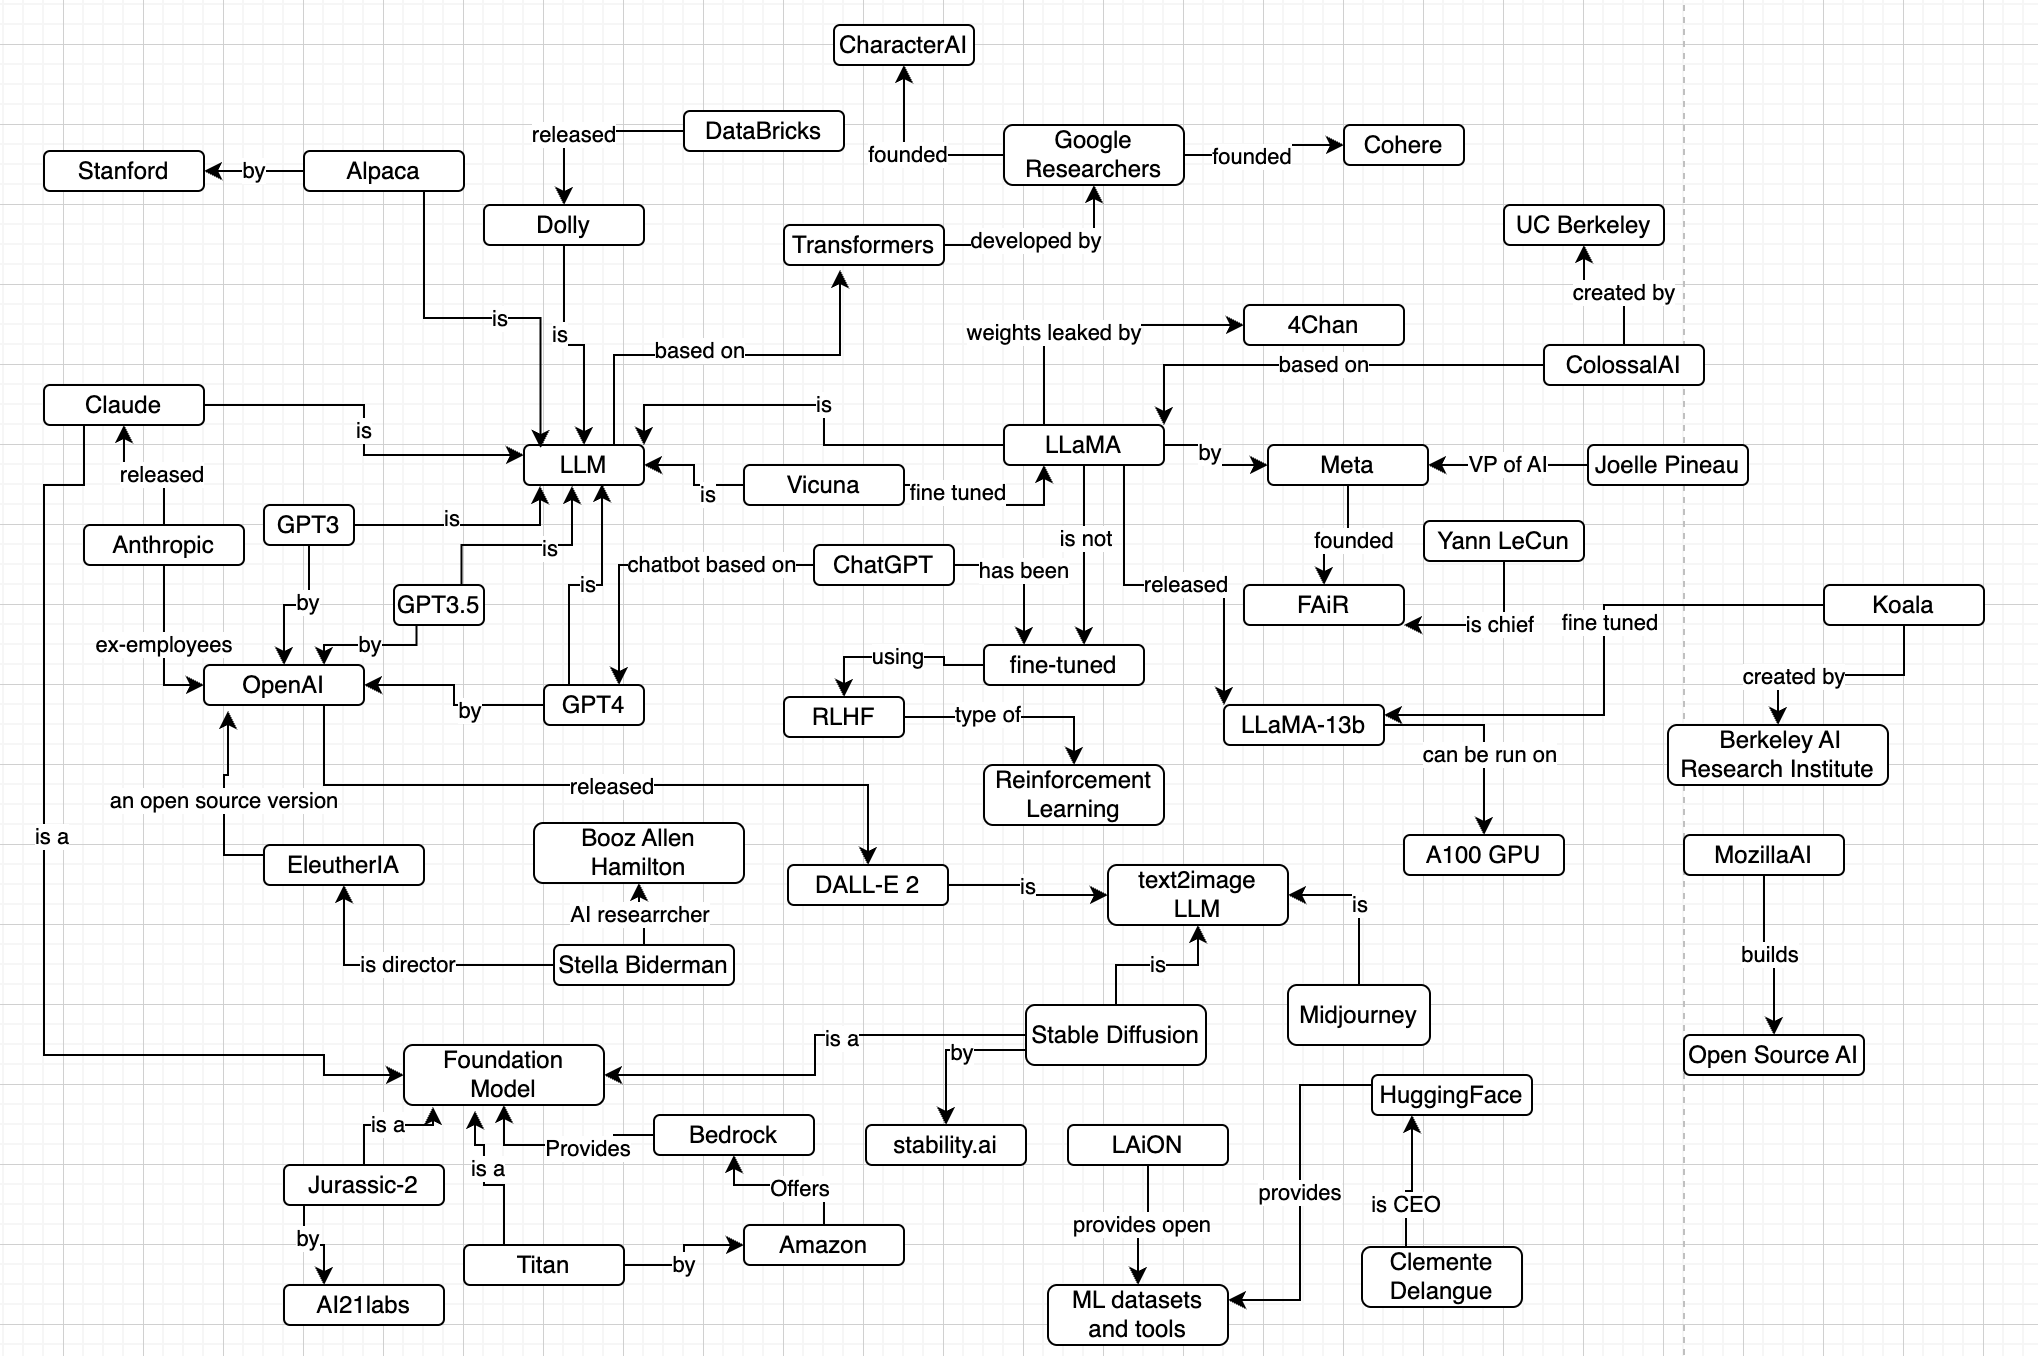 CharacterAI
DataBricks
released
Google
Researchers
founded
founded
Cohere
Stanford
by
Alpaca
Dolly
Transformers
developed by
UC Berkeley
created by
is
is
based on
weights leaked by
4Chan
based on
ColossalAI
Claude
is
is
LLM
LLaMA
by
Meta
VP of AI
Joelle Pineau
released
is
Vicuna
fine tuned
Anthropic
GPT3
is
is
is not
founded
Yann LeCun
chatbot based on
ChatGPT
has been
by
GPT3.5
is
released
FAiR
is chief
fine tuned
Koala
ex-employees
by
OpenAI
by
GPT4
using
fine-tuned
RLHF
type of
LLaMA-13b
created by
can be run on
Berkeley AI
Research Institute
an open source version
released
Reinforcement
Learning
is a
EleutherIA
Booz Allen
Hamilton
DALL-E 2
is
text2image
LLM
is
A100 GPU
MozillaAI
AI researrcher
is director
Stella Biderman
is
builds
Midjourney
Stable Diffusion
is a
by
Open Source AI
Foundation
Model
HuggingFace
is a
Provides
Bedrock
stability.ai
LAiON
is a
Jurassic-2
Offers
provides
is CEO
by
provides open
Titan
by
Amazon
Clemente
Delangue
AI21labs
ML datasets
and tools